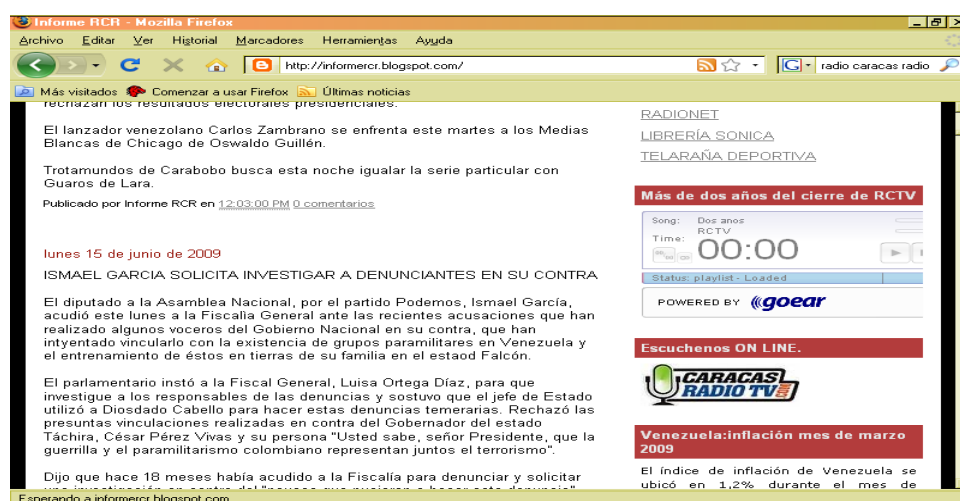 Informe RCR - Mozilla Firefox
Archivo Editar Ver Historial Marcadores Herramientas Ayuda
http://informercr.blogspot.com/
radio caracas radio
Más visitados Comenzar a usar Firefox Últimas noticias
rechazan los resultados electorales presidenciales.
El lanzador venezolano Carlos Zambrano se enfrenta este martes a los Medias
Blancas de Chicago de Oswaldo Guillén.
Trotamundos de Carabobo busca esta noche igualar la serie particular con
Guaros de Lara.
Publicado por Informe RCR en 12:03:00 PM 0 comentarios
lunes 15 de junio de 2009
ISMAEL GARCIA SOLICITA INVESTIGAR A DENUNCIANTES EN SU CONTRA
El diputado a la Asamblea Nacional, por el partido Podemos, Ismael García,
acudió este lunes a la Fiscalìa General ante las recientes acusaciones que han
realizado algunos voceros del Gobierno Nacional en su contra, que han
intyentado vincularlo con la existencia de grupos paramilitares en Venezuela y
el entrenamiento de éstos en tierras de su familia en el estaod Falcón.
El parlamentario instó a la Fiscal General, Luisa Ortega Díaz, para que
investigue a los responsables de las denuncias y sostuvo que el jefe de Estado
utilizó a Diosdado Cabello para hacer estas denuncias temerarias. Rechazó las
presuntas vinculaciones realizadas en contra del Gobernador del estado
Táchira, César Pérez Vivas y su persona "Usted sabe, señor Presidente, que la
guerrilla y el paramilitarismo colombiano representan juntos el terrorismo".
Dijo que hace 18 meses había acudido a la Fiscalía para denunciar y solicitar
RADIONET
LIBRERÍA SONICA
TELARAÑA DEPORTIVA
Más de dos años del cierre de RCTV
Song: Dos anos
RCTV
Time: 00:00
Status: playlist - Loaded
POWERED BY goear
Escuchenos ON LINE.
CARACAS
RADIO TV
Venezuela:inflación mes de marzo
2009
El índice de inflación de Venezuela se
ubicó en 1,2% durante el mes de
Esperando a informercr.blogspot.com